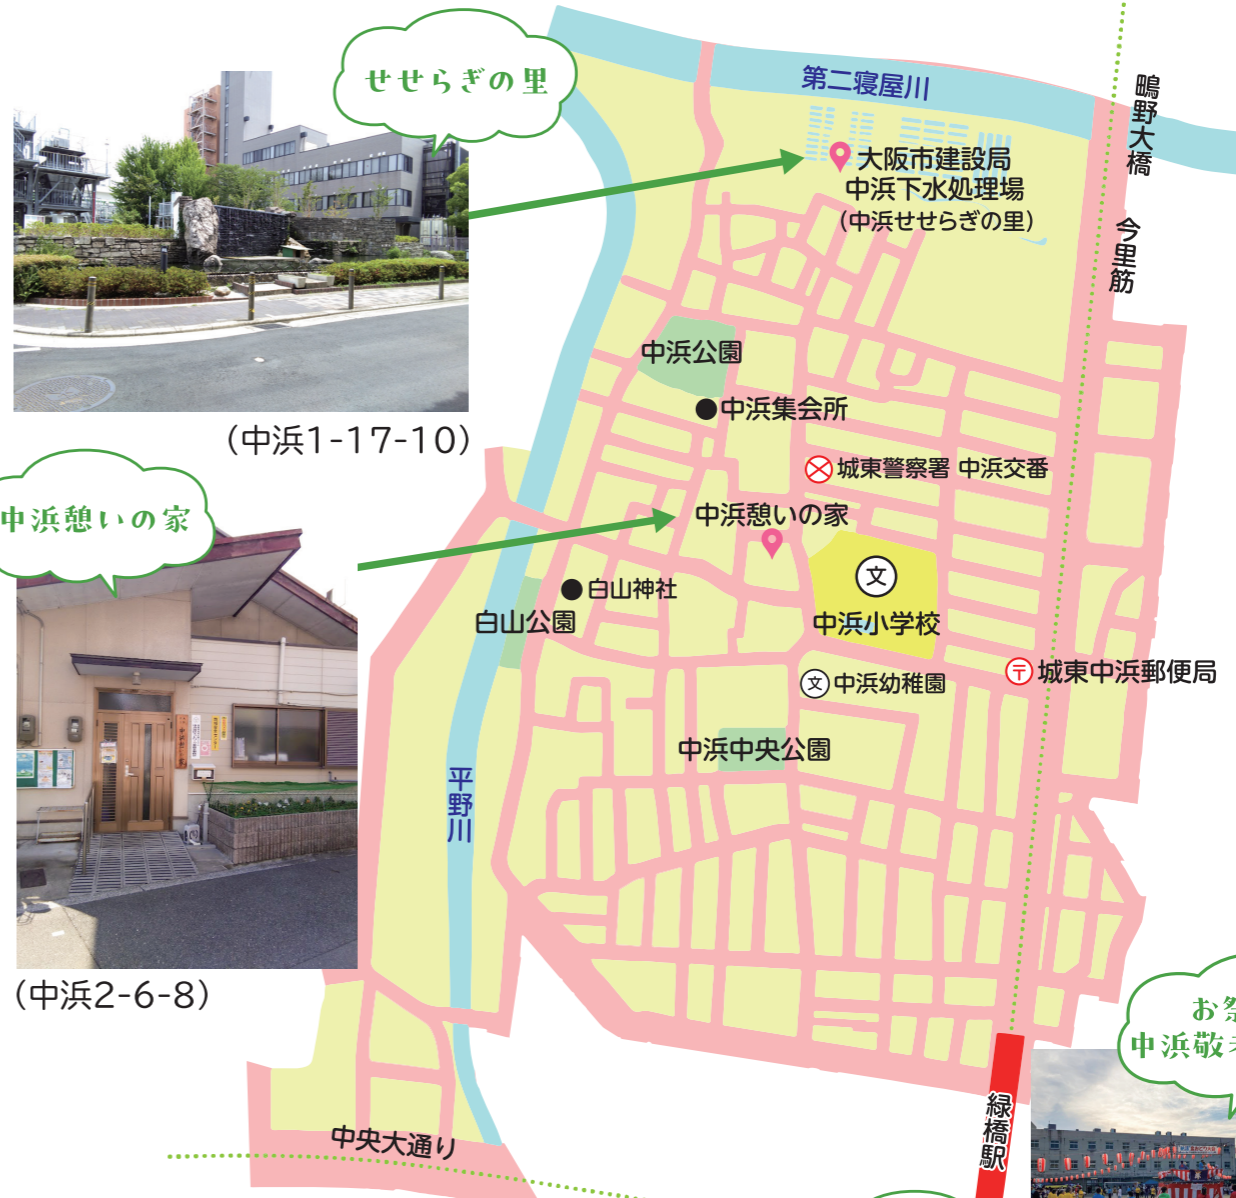 せせらぎの里
(中浜1-17-10)
中浜憩いの家
(中浜2-6-8)
第二寝屋川
鴫野大橋
今里筋
大阪市建設局
中浜下水処理場
(中浜せせらぎの里)
中浜公園
中浜集会所
城東警察署 中浜交番
中浜憩いの家
文
中浜小学校
白山神社
白山公園
文 中浜幼稚園
〒 城東中浜郵便局
中浜中央公園
平野川
中央大通り
緑橋駅
お祭
中浜敬老